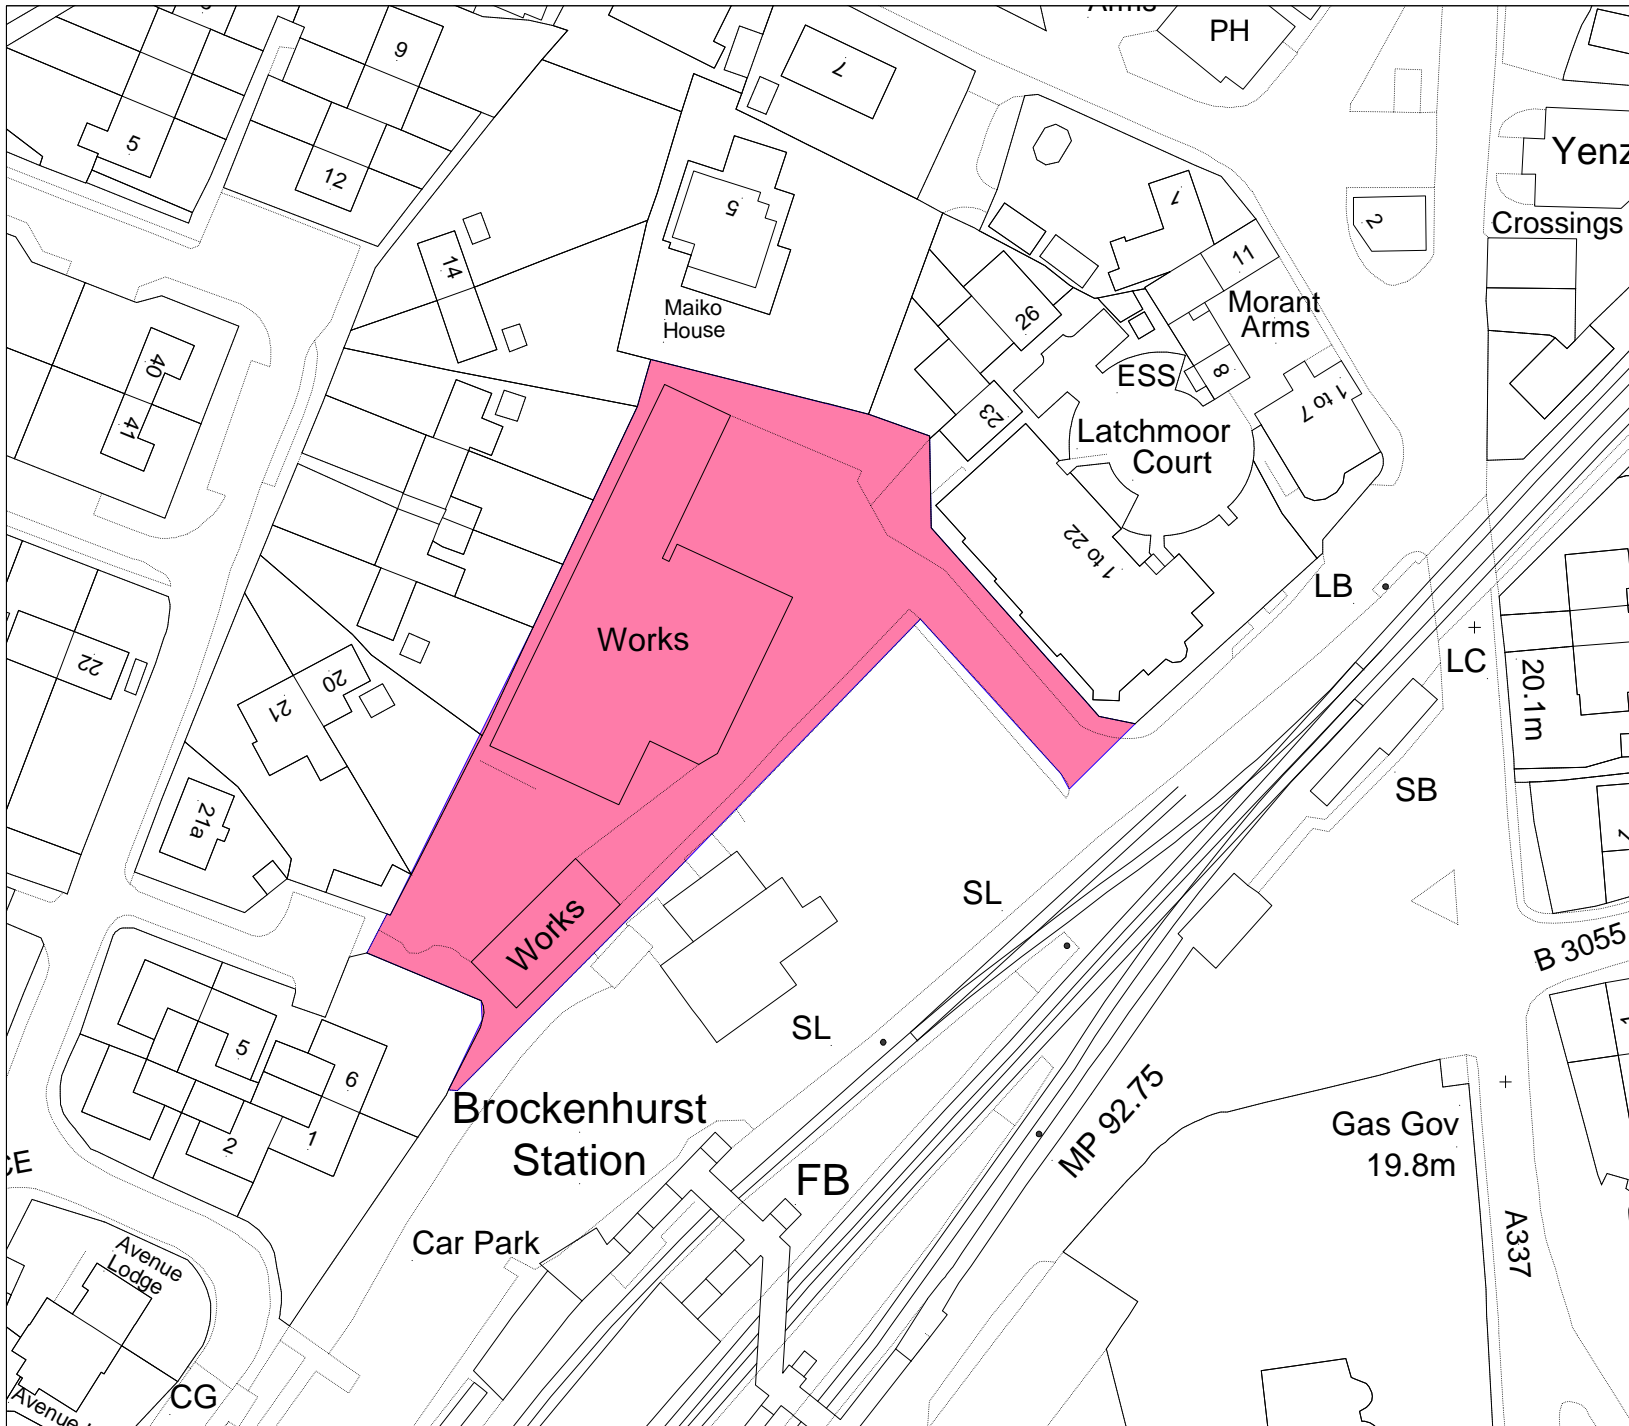 PH
9
7
5
12
Yenz
5
2
7
Crossings
11
14
Maiko
House
26
Morant
Arms
ESS
8
40
1 to 7
23
41
Latchmoor
Court
1 to 22
LB
Works
LC
22
20
20.1m
21
SB
21a
SL
Works
B 3055
SL
5
6
MP 92.75
Brockenhurst
Station
Gas Gov
19.8m
2
1
CE
FB
A337
Car Park
Avenue
Lodge
CG
Avenue